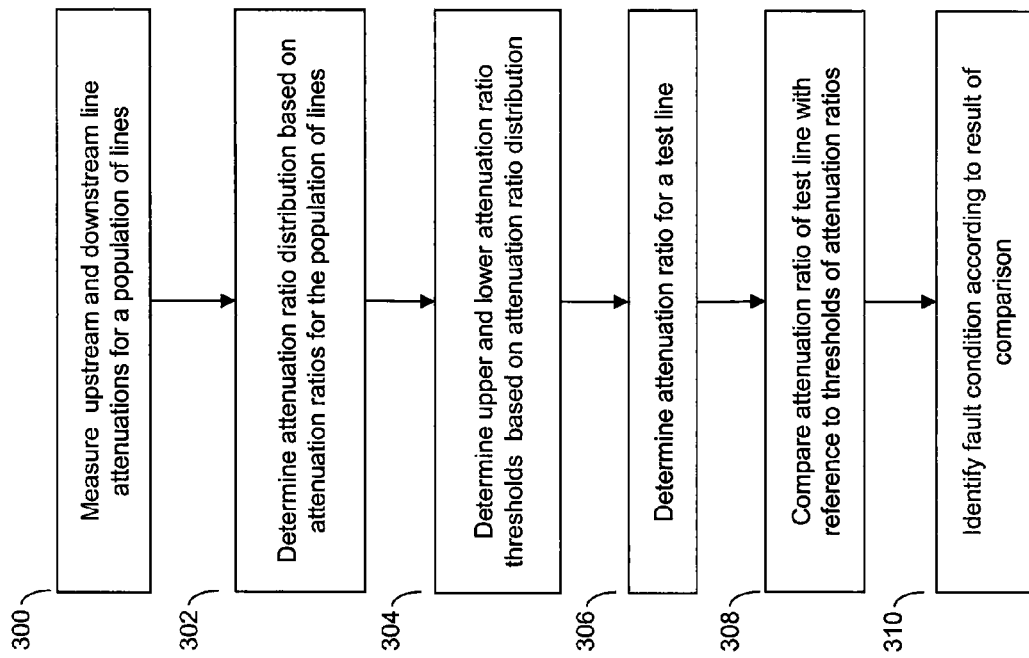 300
Measure upstream and downstream line
attenuations for a population of lines
302
Determine attenuation ratio distribution based on
attenuation ratios for the population of lines
304
Determine upper and lower attenuation ratio
thresholds based on attenuation ratio distribution
306
Determine attenuation ratio for a test line
308
Compare attenuation ratio of test line with
reference to thresholds of attenuation ratios
310
Identify fault condition according to result of
comparison